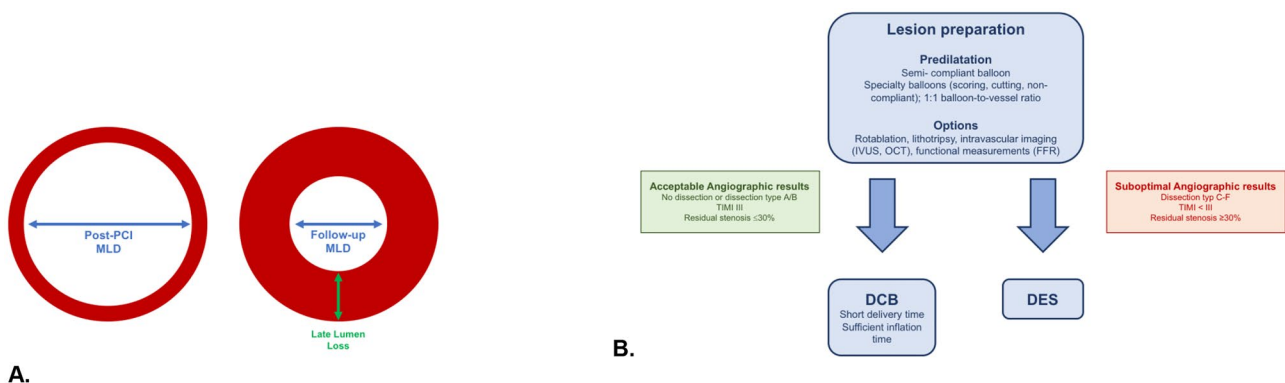 Post-PCI
MLD
Follow-up
MLD
Late Lumen
Loss
A.
Lesion preparation
Predilatation
Semi- compliant balloon
Specialty balloons (scoring, cutting, non-
compliant); 1:1 balloon-to-vessel ratio
Options
Rotablation, lithotripsy, intravascular imaging
(IVUS, OCT), functional measurements (FFR)
Acceptable Angiographic results
No dissection or dissection type A/B
TIMI III
Residual stenosis ≤30%
Suboptimal Angiographic results
Dissection typ C-F
TIMI < III
Residual stenosis ≥30%
DCB
Short delivery time
Sufficient inflation
time
DES
B.